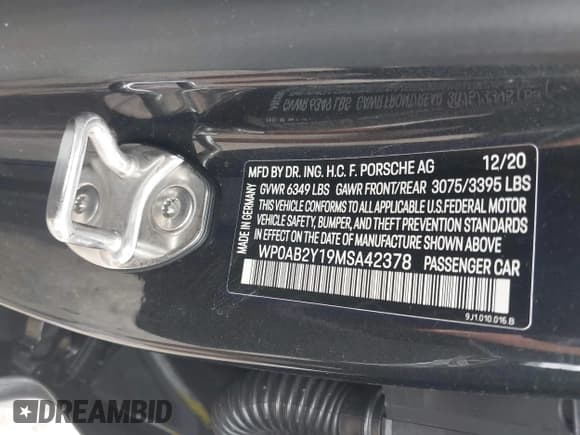 MFD BY DR. ING. H.C. F. PORSCHE AG 12/20
GVWR 6349 LBS GAWR FRONT/REAR 3075/3395 LBS
THIS VEHICLE CONFORMS TO ALL APPLICABLE U.S.FEDERAL MOTOR
VEHICLE SAFETY, BUMPER, AND THEFT PREVENTION STANDARDS
IN EFFECT ON THE DATE OF MANUFACTURE SHOWN ABOVE
WP0AB2Y19MSA42378 PASSENGER CAR
MADE IN GERMANY
9J1.010.016 B
DREAMBID